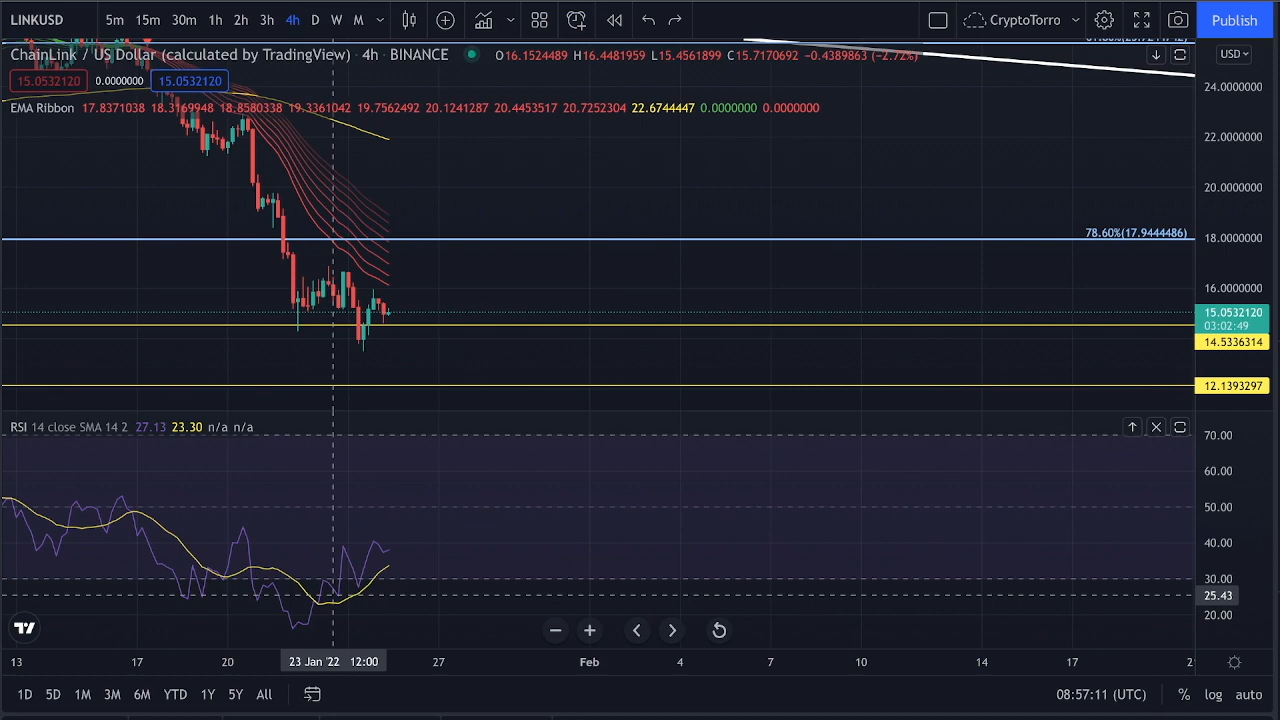 LINKUSD 5m 15m 30m 1h 2h 3h 4h D W M CryptoTorro Publish
ChainLink / US Dollar (calculated by TradingView) · 4h · BINANCE O16.1524489 H16.4481959 L15.4561899 C15.7170692 −0.4389863 (−2.72%) USD
15.0532120 0.0000000 15.0532120
EMA Ribbon 17.8371038 18.3169948 18.8580338 19.3361042 19.7562492 20.1241287 20.4453517 20.7252304 22.6744447 0.0000000 0.0000000
24.0000000
22.0000000
20.0000000
78.60%(17.9444486)
18.0000000
16.0000000
15.0532120
03:02:49
14.5336314
12.1393297
RSI 14 close SMA 14 2 27.13 23.30 n/a n/a
70.00
60.00
50.00
40.00
30.00
25.43
20.00
13 17 20 23 Jan '22 12:00 27 Feb 4 7 10 14 17
1D 5D 1M 3M 6M YTD 1Y 5Y All 08:57:11 (UTC) % log auto